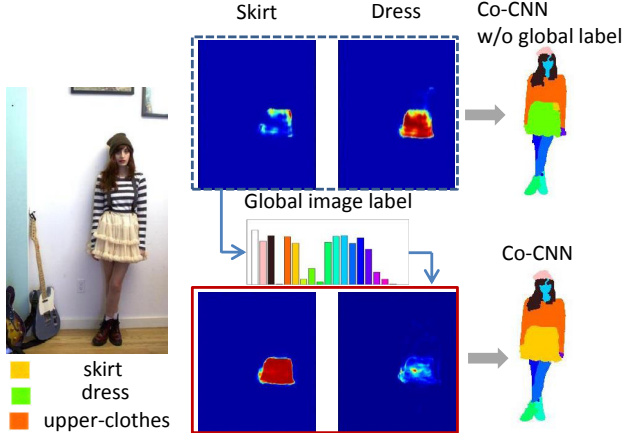 Skirt
Dress
Co-CNN
w/o global label
Global image label
Co-CNN
skirt
dress
upper-clothes